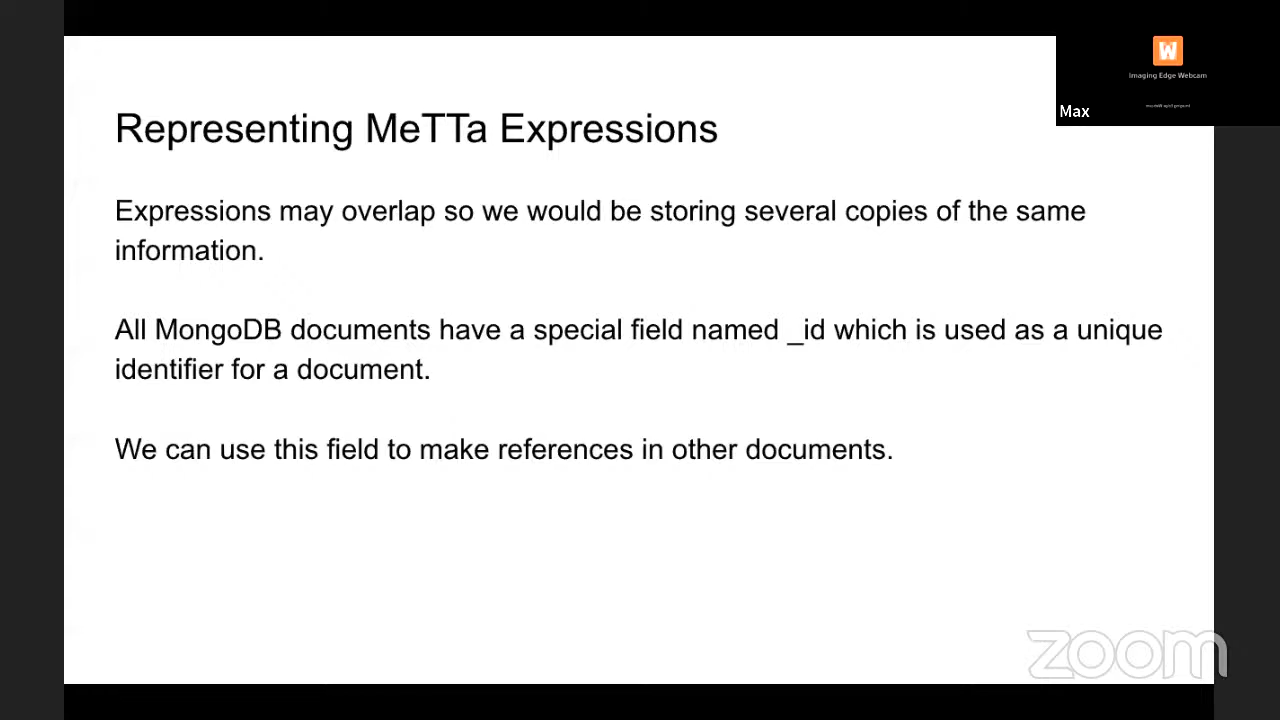 Imaging Edge Webcam
Max
Representing MeTTa Expressions
Expressions may overlap so we would be storing several copies of the same
information.
All MongoDB documents have a special field named _id which is used as a unique
identifier for a document.
We can use this field to make references in other documents.
zoom